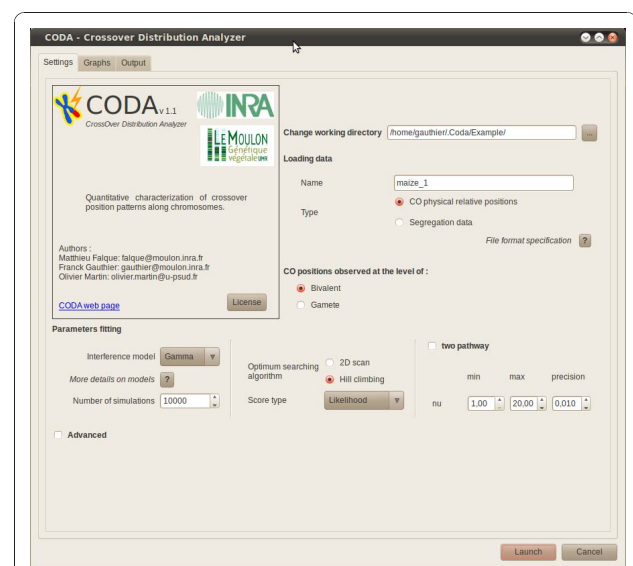 CODA - Crossover Distribution Analyzer
Settings Graphs Output
CODA v 1.1
CrossOver Distribution Analyzer
INRA
LE MOULON
Génétique
végétale UMR
Quantitative characterization of crossover
position patterns along chromosomes.
Authors :
Matthieu Falque: falque@moulon.inra.fr
Franck Gauthier: gauthier@moulon.inra.fr
Olivier Martin: olivier.martin@u-psud.fr
CODA web page
License
Change working directory /home/gauthier/.Coda/Example/ ...
Loading data
Name maize_1
Type
CO physical relative positions
Segregation data
File format specification ?
CO positions observed at the level of :
Bivalent
Gamete
Parameters fitting
Interference model Gamma
More details on models ?
Number of simulations 10000
Optimum searching
algorithm
2D scan
Hill climbing
Score type Likelihood
two pathway
min max precision
nu 1,00 20,00 0,010
Advanced
Launch Cancel